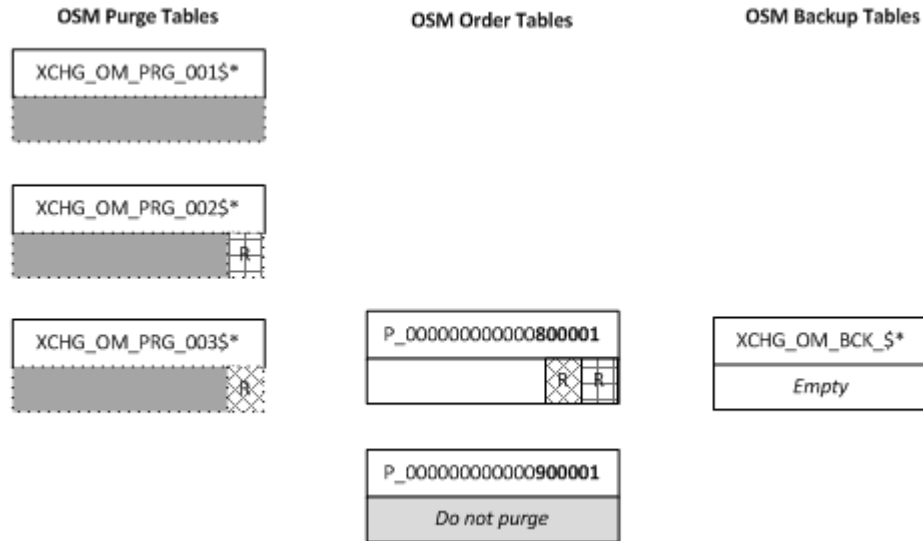 OSM Purge Tables
OSM Order Tables
OSM Backup Tables
XCHG_OM_PRG_001$*
XCHG_OM_PRG_002$*
R
XCHG_OM_PRG_003$*
R
P_000000000000800001
R R
XCHG_OM_BCK_$*
Empty
P_000000000000900001
Do not purge